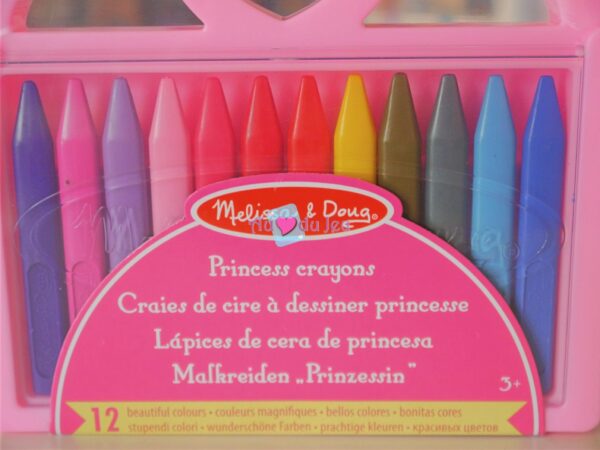 Melissa & Doug®
Princess crayons
Craies de cire à dessiner princesse
Lápices de cera de princesa
Malkreiden „Prinzessin”
3+
12 beautiful colours • couleurs magnifiques • bellos colores • bonitas cores
stupendi colori • wunderschöne Farben • prachtige kleuren • красивых цветов